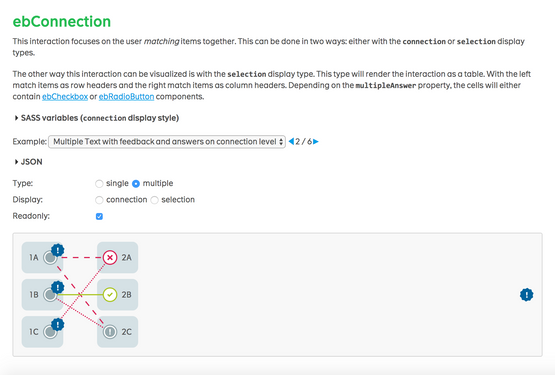 ebConnection
This interaction focuses on the user matching items together. This can be done in two ways: either with the connection or selection display
types.
The other way this interaction can be visualized is with the selection display type. This type will render the interaction as a table. With the left
match items as row headers and the right match items as column headers. Depending on the multipleAnswer property, the cells will either
contain ebCheckbox or ebRadioButton components.
SASS variables (connection display style)
Example: Multiple Text with feedback and answers on connection level 2 / 6
JSON
Type: single multiple
Display: connection selection
Readonly:
1A 2A
1B 2B
1C 2C